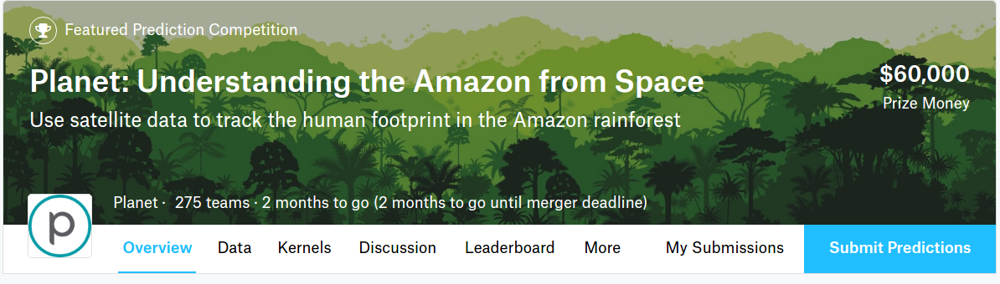 Featured Prediction Competition
Planet: Understanding the Amazon from Space
$60,000
Use satellite data to track the human footprint in the Amazon rainforest
Prize Money
Planet · 275 teams · 2 months to go (2 months to go until merger deadline)
p
Overview Data Kernels Discussion Leaderboard More My Submissions Submit Predictions